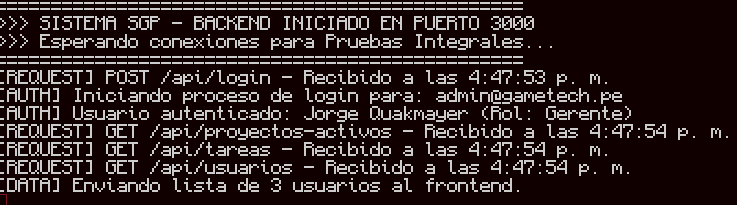 ====================================================
>>> SISTEMA SGP - BACKEND INICIADO EN PUERTO 3000
>>> Esperando conexiones para Pruebas Integrales...
====================================================
[REQUEST] POST /api/login - Recibido a las 4:47:53 p. m.
[AUTH] Iniciando proceso de login para: admin@gametech.pe
[AUTH] Usuario autenticado: Jorge Quakmayer (Rol: Gerente)
[REQUEST] GET /api/proyectos-activos - Recibido a las 4:47:54 p. m.
[REQUEST] GET /api/tareas - Recibido a las 4:47:54 p. m.
[REQUEST] GET /api/usuarios - Recibido a las 4:47:54 p. m.
[DATA] Enviando lista de 3 usuarios al frontend.